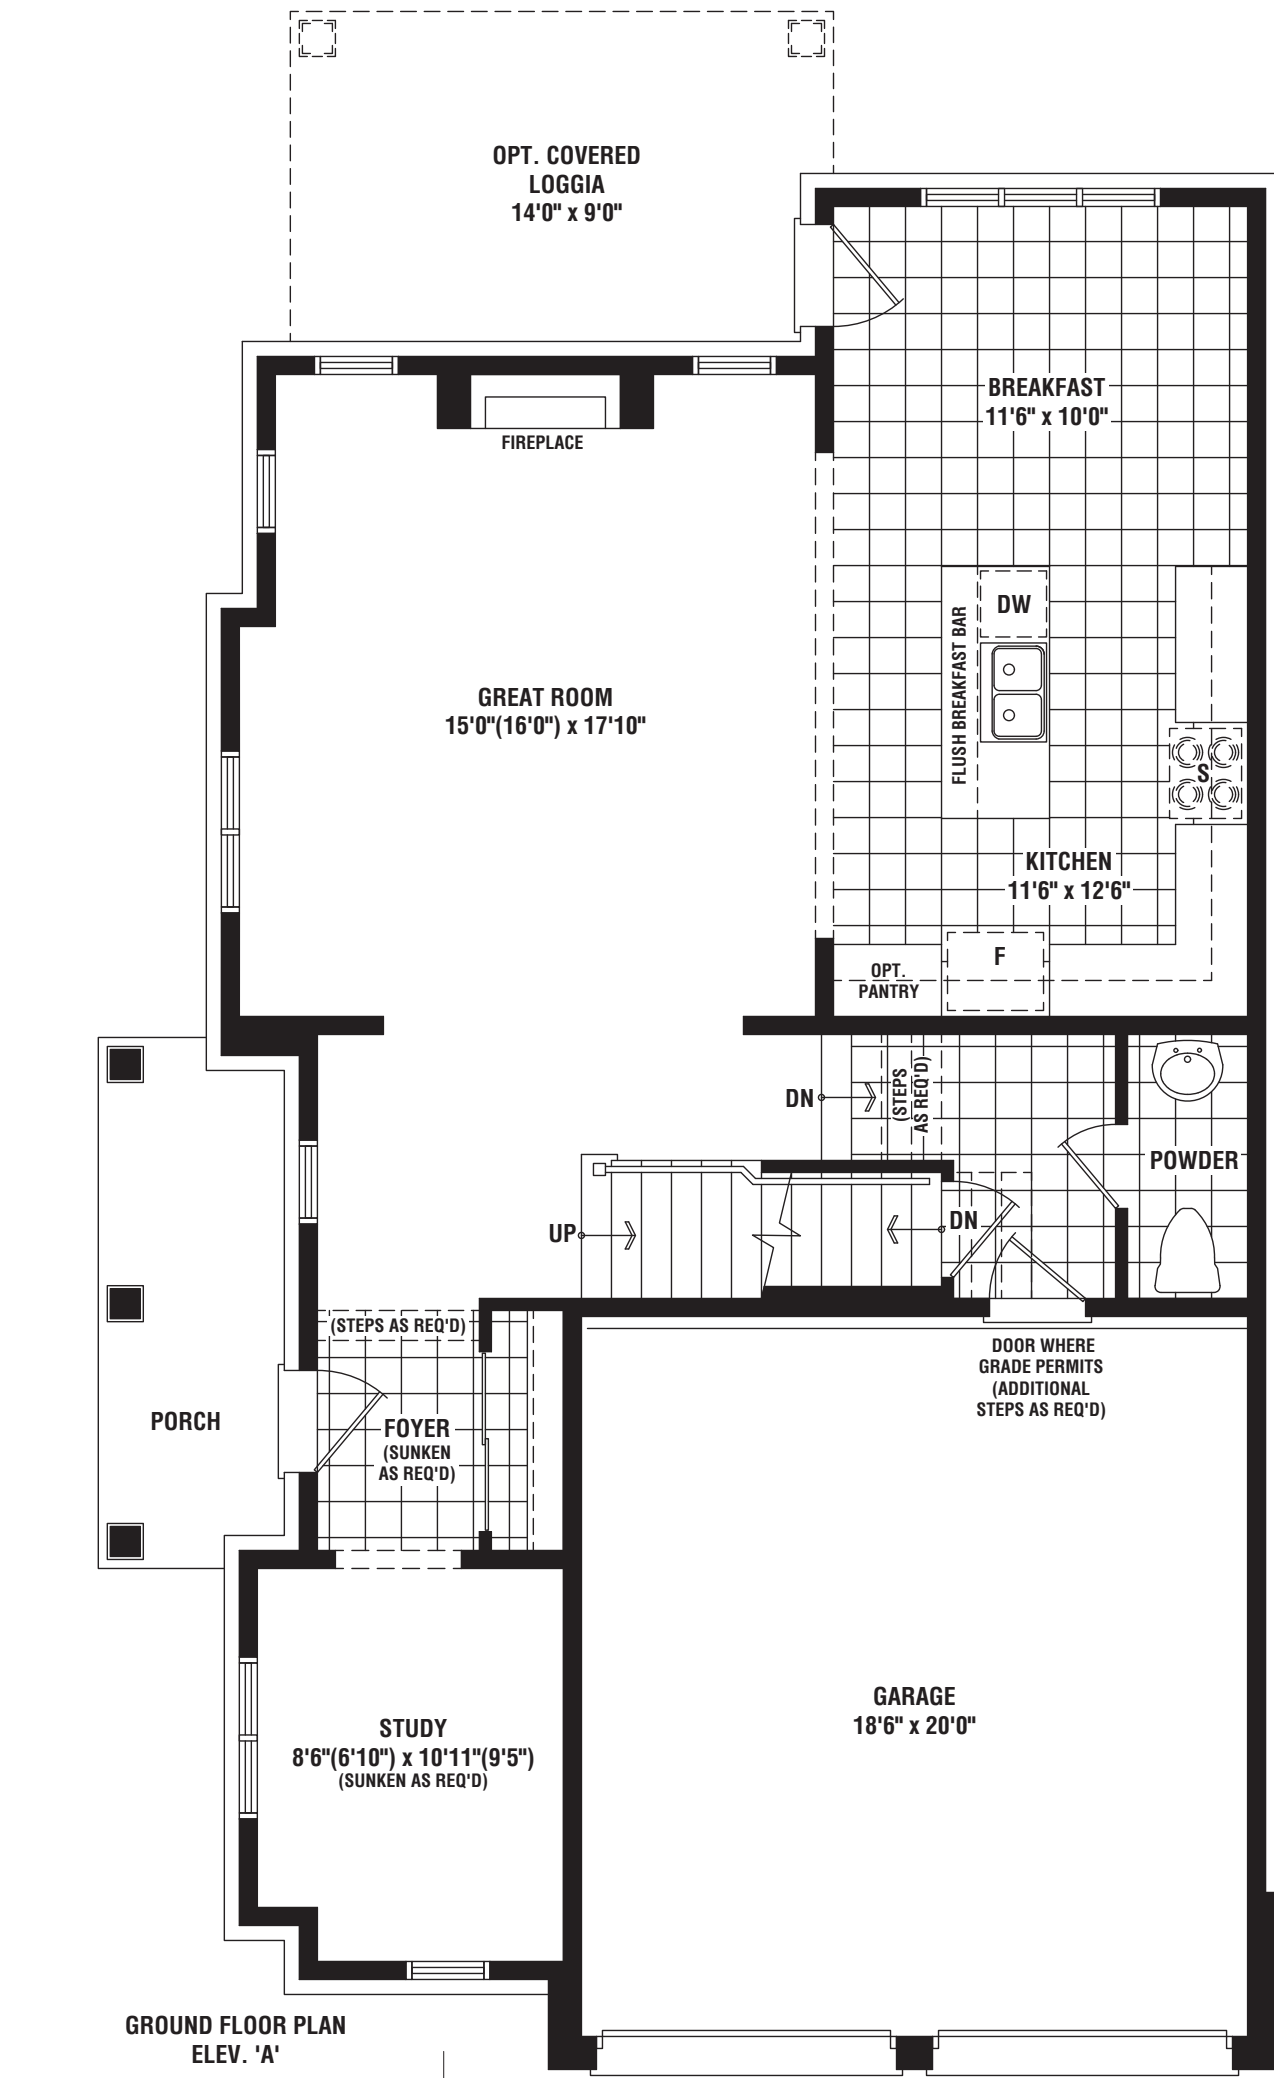 OPT. COVERED
LOGGIA
14'0" x 9'0"
BREAKFAST
11'6" x 10'0"
FIREPLACE
DW
FLUSH BREAKFAST BAR
GREAT ROOM
15'0"(16'0") x 17'10"
S
KITCHEN
11'6" x 12'6"
F
OPT.
PANTRY
DN
(STEPS
AS REQ'D)
POWDER
UP
DN
(STEPS AS REQ'D)
DOOR WHERE
GRADE PERMITS
(ADDITIONAL
STEPS AS REQ'D)
PORCH
FOYER
(SUNKEN
AS REQ'D)
GARAGE
18'6" x 20'0"
STUDY
8'6"(6'10") x 10'11"(9'5")
(SUNKEN AS REQ'D)
GROUND FLOOR PLAN
ELEV. 'A'